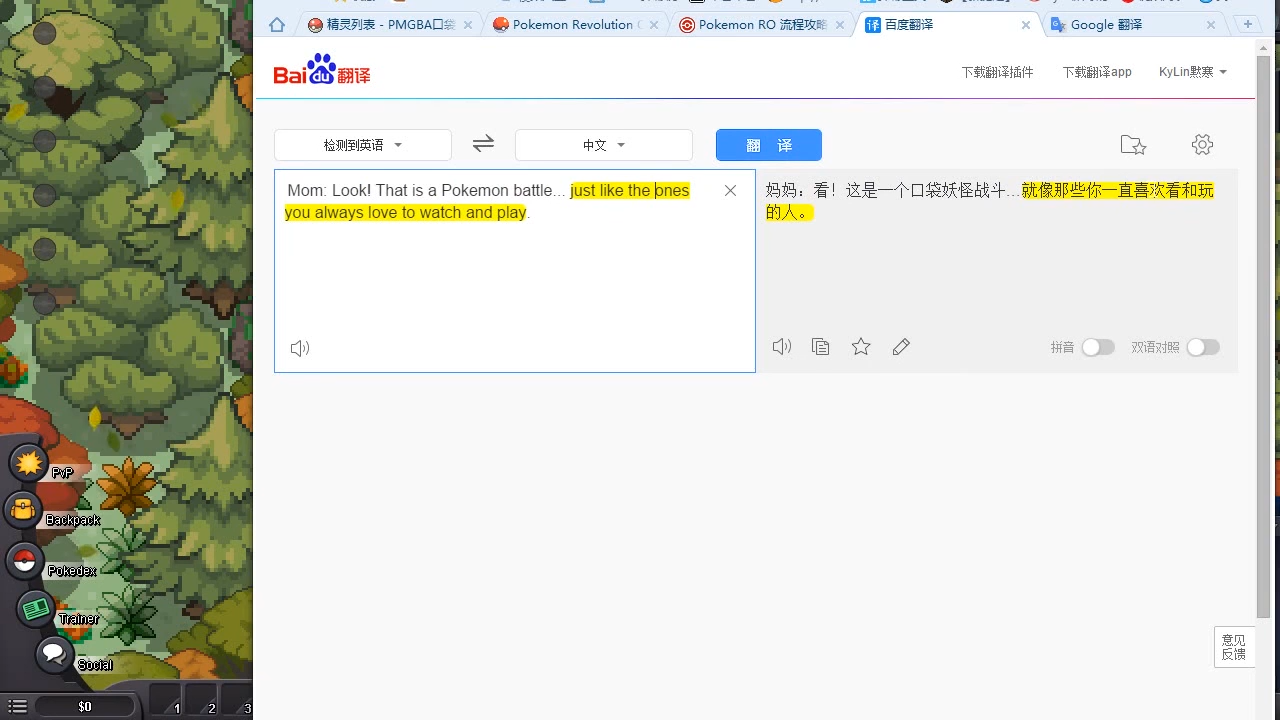 精灵列表 - PMGBA口袋
Pokemon Revolution
Pokemon RO 流程攻略
百度翻译
Google 翻译
Baidu翻译
下载翻译插件
下载翻译app
KyLin默寒
检测到英语
中文
翻 译
Mom: Look! That is a Pokemon battle... just like the ones
you always love to watch and play.
妈妈：看！这是一个口袋妖怪战斗...就像那些你一直喜欢看和玩
的人。
拼音
双语对照
PvP
Backpack
Pokedex
Trainer
Social
意见
反馈
$0
1
2
3